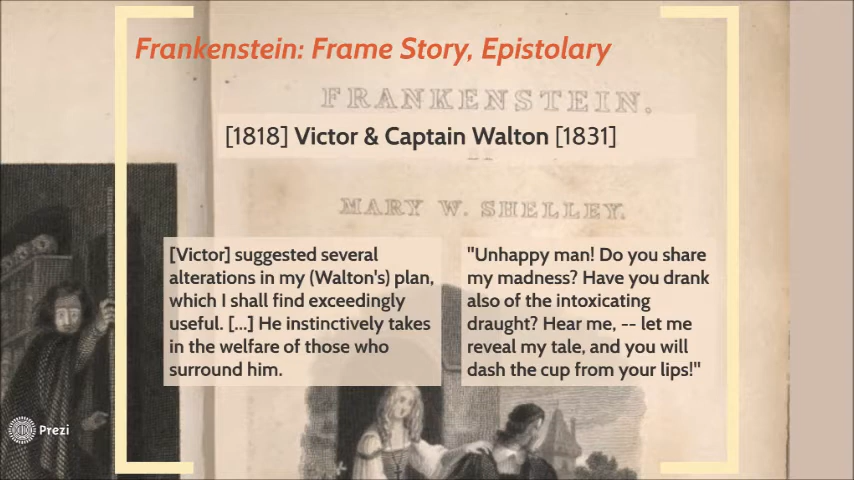 Frankenstein: Frame Story, Epistolary
FRANKENSTEIN.
[1818] Victor & Captain Walton [1831]
MARY W. SHELLEY.
[Victor] suggested several
alterations in my (Walton's) plan,
which I shall find exceedingly
useful. [...] He instinctively takes
in the welfare of those who
surround him.
"Unhappy man! Do you share
my madness? Have you drank
also of the intoxicating
draught? Hear me, -- let me
reveal my tale, and you will
dash the cup from your lips!"
Prezi